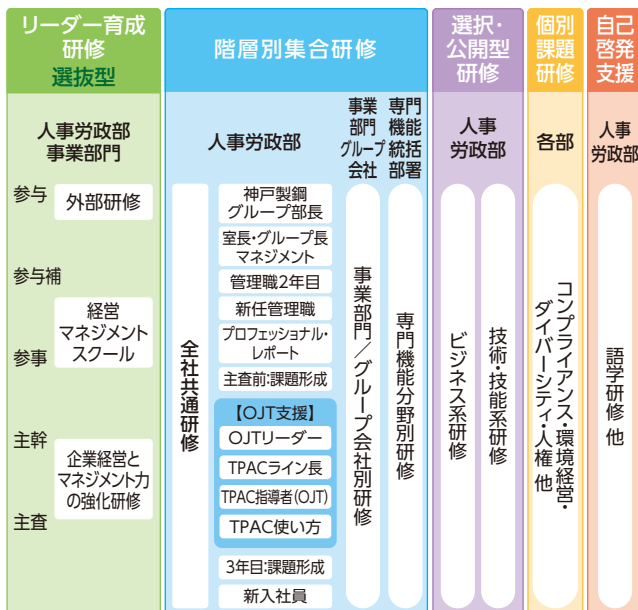 リーダー育成
研修
選抜型
階層別集合研修
選択・
公開型
研修
個別
課題
研修
自己
啓発
支援
人事労政部
事業部門
人事労政部
事業
部門
グループ
会社
専門
機能
統括
部署
人事
労政部
各部
人事
労政部
参与
参与補
参事
主幹
主査
外部研修
経営
マネジメント
スクール
企業経営と
マネジメント力
の強化研修
全社共通研修
神戸製鋼
グループ部長
室長・グループ長
マネジメント
管理職2年目
新任管理職
プロフェッショナル・
レポート
主査前:課題形成
【OJT支援】
OJTリーダー
TPACライン長
TPAC指導者(OJT)
TPAC使い方
3年目:課題形成
新入社員
事業部門/グループ会社別研修
専門機能分野別研修
ビジネス系研修
技術・技能系研修
コンプライアンス・環境経営・
ダイバーシティ・人権 他
語学研修 他